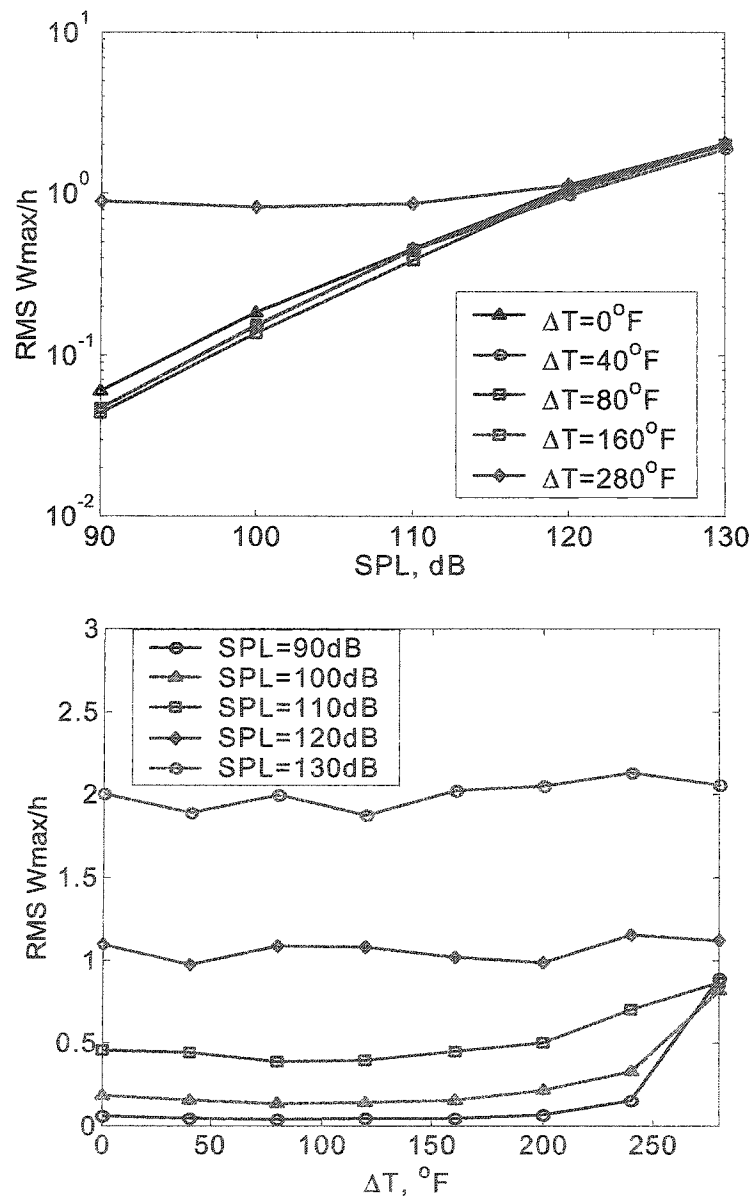 10^1
10^0
10^-1
10^-2
RMS Wmax/h
ΔT=0°F
ΔT=40°F
ΔT=80°F
ΔT=160°F
ΔT=280°F
90 100 110 120 130
SPL, dB
3
2.5
2
1.5
1
0.5
0
RMS Wmax/h
SPL=90dB
SPL=100dB
SPL=110dB
SPL=120dB
SPL=130dB
0 50 100 150 200 250
ΔT, °F